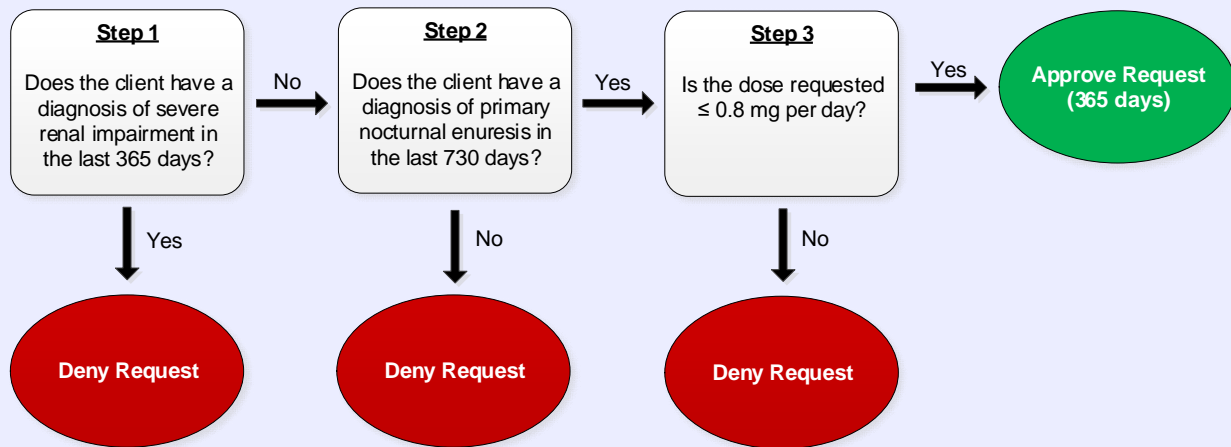 Step 1
Does the client have a
diagnosis of severe
renal impairment in
the last 365 days?
No
Step 2
Does the client have a
diagnosis of primary
nocturnal enuresis in
the last 730 days?
Yes
Step 3
Is the dose requested
≤ 0.8 mg per day?
Yes
Approve Request
(365 days)
Yes
No
No
Deny Request
Deny Request
Deny Request